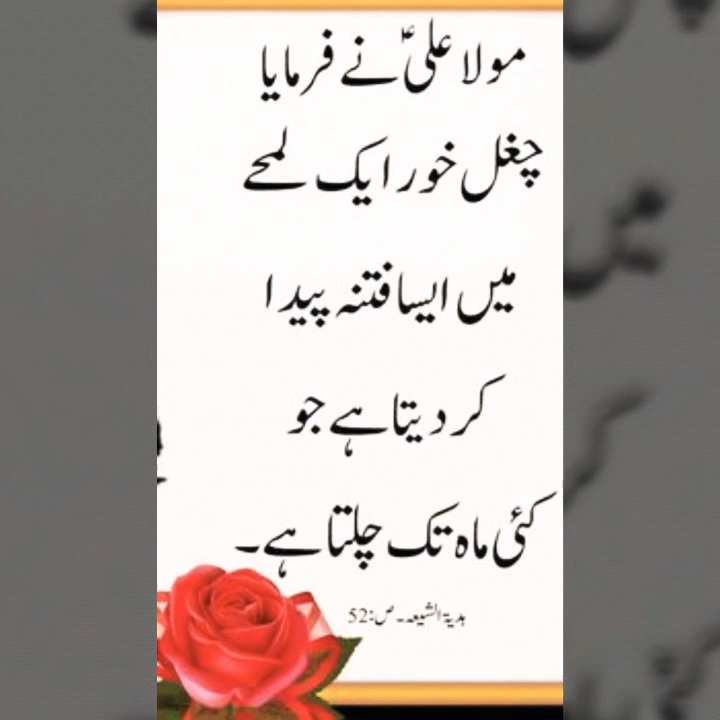 مولا علیؑ نے فرمایا
چغل خور ایک لمحے
میں ایسا فتنہ پیدا
کر دیتا ہے جو
کئی ماہ تک چلتا ہے۔
ہدیۃ الشیعہ۔ص:52